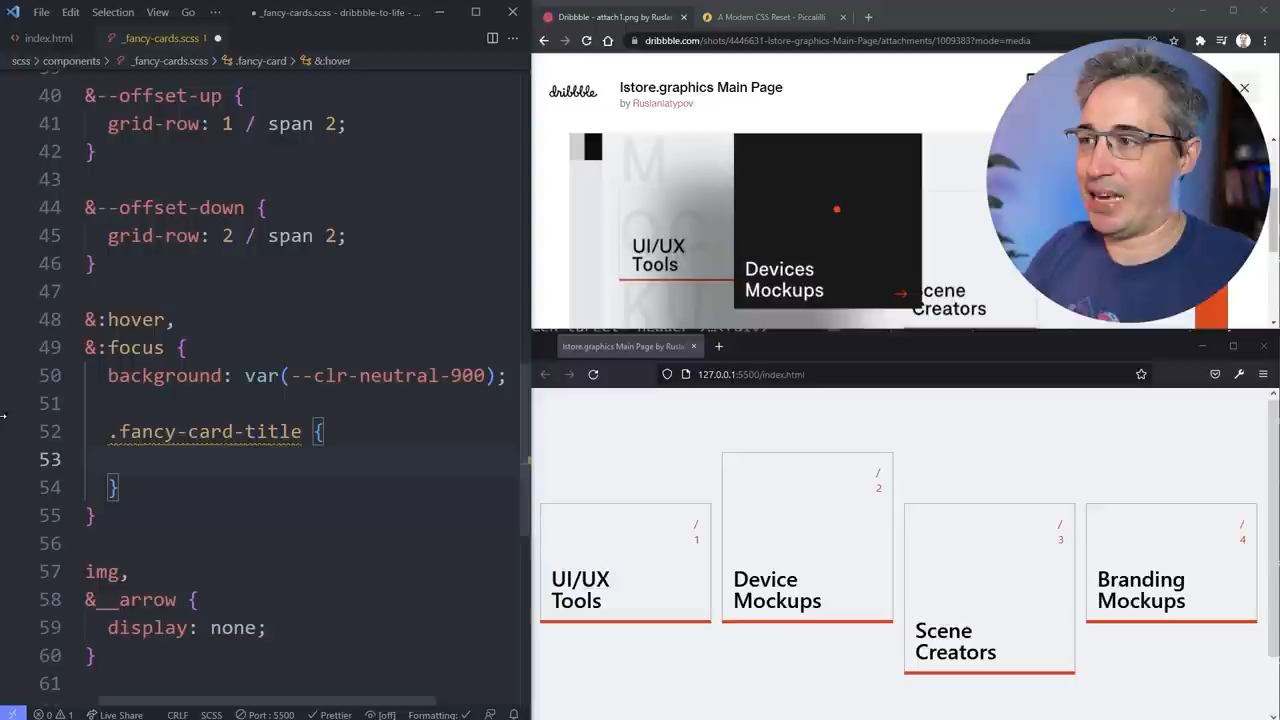 File Edit View Go ··· ● _fancy-cards.scss - dribbble-to-life -
index.html
_fancy-cards.scss ●
scss > components > _fancy-cards.scss > .fancy-card > &:hover
40 &--offset-up {
41 grid-row: 1 / span 2;
42 }
43
44 &--offset-down {
45 grid-row: 2 / span 2;
46 }
47
48 &:hover,
49 &:focus {
50 background: var(--clr-neutral-900);
51
52 .fancy-card-title {
53
54 }
55 }
56
57 img,
58 &__arrow {
59 display: none;
60 }
61
0 1 Live Share CRLF SCSS Port : 5500 Prettier [off] Formatting:
Dribbble - attach1.png by Rusla
A Modern CSS Reset - Piccalilli
dribbble.com/shots/4446631-Istore-graphics-Main-Page/attachments/1009383?mode=media
dribbble
Istore.graphics Main Page
by Ruslanlatypov
M
UI/UX
Tools
Devices
Mockups
→
Scene
Creators
Istore.graphics Main Page by Rusla
127.0.0.1:5500/index.html
/
1
UI/UX
Tools
/
2
Device
Mockups
/
3
Scene
Creators
/
4
Branding
Mockups